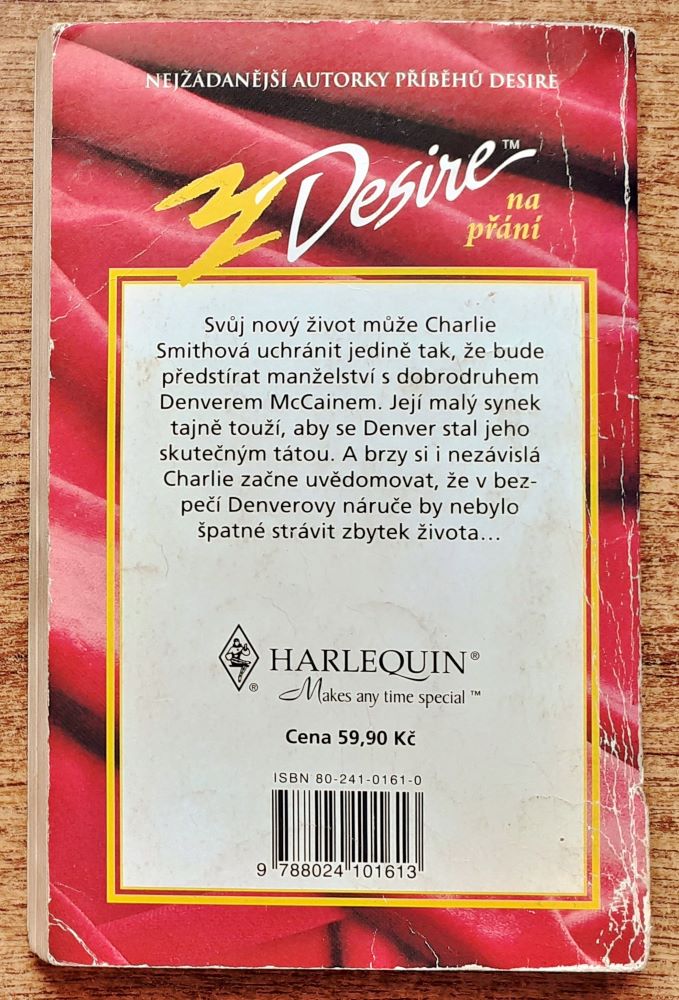 NEJŽÁDANĚJŠÍ AUTORKY PŘÍBĚHŮ DESIRE
3 Desire™
na
přání
Svůj nový život může Charlie
Smithová uchránit jedině tak, že bude
předstírat manželství s dobrodruhem
Denverem McCainem. Její malý synek
tajně touží, aby se Denver stal jeho
skutečným tátou. A brzy si i nezávislá
Charlie začne uvědomovat, že v bez-
pečí Denverovy náruče by nebylo
špatné strávit zbytek života...
® HARLEQUIN®
Makes any time special™
Cena 59,90 Kč
ISBN 80-241-0161-0
9 788024 101613